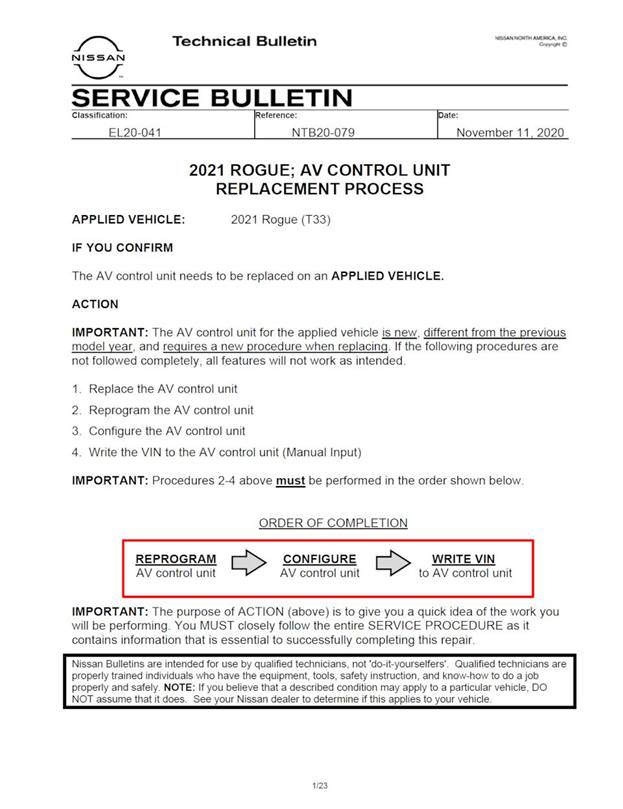 NISSAN
Technical Bulletin
NISSAN NORTH AMERICA, INC.
Copyright ©
SERVICE BULLETIN
Classification: Reference: Date:
EL20-041 NTB20-079 November 11, 2020
2021 ROGUE; AV CONTROL UNIT
REPLACEMENT PROCESS
APPLIED VEHICLE: 2021 Rogue (T33)
IF YOU CONFIRM
The AV control unit needs to be replaced on an APPLIED VEHICLE.
ACTION
IMPORTANT: The AV control unit for the applied vehicle is new, different from the previous
model year, and requires a new procedure when replacing. If the following procedures are
not followed completely, all features will not work as intended.
1. Replace the AV control unit
2. Reprogram the AV control unit
3. Configure the AV control unit
4. Write the VIN to the AV control unit (Manual Input)
IMPORTANT: Procedures 2-4 above must be performed in the order shown below.
ORDER OF COMPLETION
REPROGRAM CONFIGURE WRITE VIN
AV control unit AV control unit to AV control unit
IMPORTANT: The purpose of ACTION (above) is to give you a quick idea of the work you
will be performing. You MUST closely follow the entire SERVICE PROCEDURE as it
contains information that is essential to successfully completing this repair.
Nissan Bulletins are intended for use by qualified technicians, not 'do-it-yourselfers'. Qualified technicians are
properly trained individuals who have the equipment, tools, safety instruction, and know-how to do a job
properly and safely. NOTE: If you believe that a described condition may apply to a particular vehicle, DO
NOT assume that it does. See your Nissan dealer to determine if this applies to your vehicle.
1/23